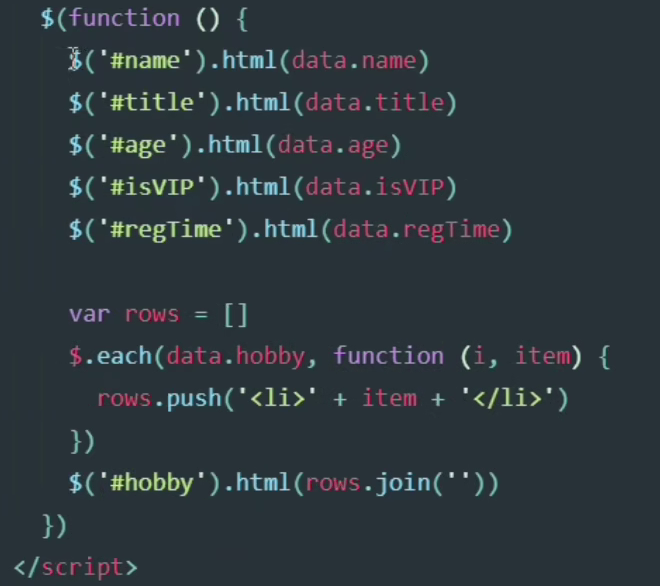 $(function () {
$('#name').html(data.name)
$('#title').html(data.title)
$('#age').html(data.age)
$('#isVIP').html(data.isVIP)
$('#regTime').html(data.regTime)
var rows = []
$.each(data.hobby, function (i, item) {
rows.push('<li>' + item + '</li>')
})
$('#hobby').html(rows.join(''))
})
</script>